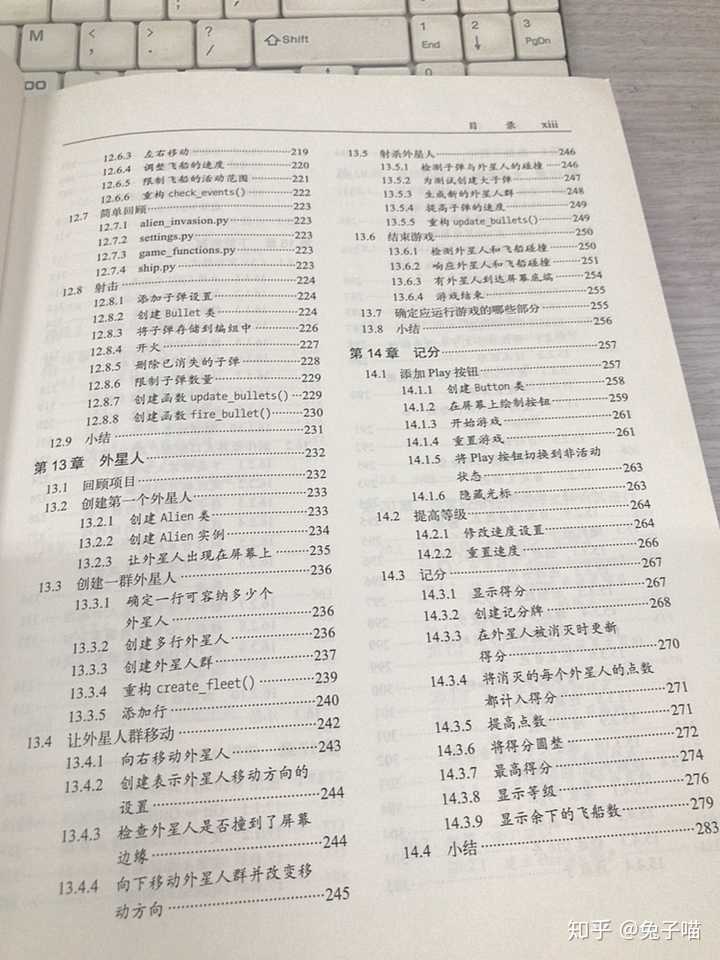 M
<
,
>
.
?
/
Shift
1
End
2
↓
3
PgDn
目 录 xiii
12.6.3 左右移动 219
12.6.4 调整飞船的速度 220
12.6.5 限制飞船的活动范围 221
12.6.6 重构 check_events() 222
12.7 简单回顾 223
12.7.1 alien_invasion.py 223
12.7.2 settings.py 223
12.7.3 game_functions.py 223
12.7.4 ship.py 223
12.8 射击 224
12.8.1 添加子弹设置 224
12.8.2 创建 Bullet 类 224
12.8.3 将子弹存储到编组中 226
12.8.4 开火 227
12.8.5 删除已消失的子弹 228
12.8.6 限制子弹数量 229
12.8.7 创建函数 update_bullets() 229
12.8.8 创建函数 fire_bullet() 230
12.9 小结 231
第 13 章 外星人 232
13.1 回顾项目 232
13.2 创建第一个外星人 233
13.2.1 创建 Alien 类 233
13.2.2 创建 Alien 实例 234
13.2.3 让外星人出现在屏幕上 235
13.3 创建一群外星人 236
13.3.1 确定一行可容纳多少个
外星人 236
13.3.2 创建多行外星人 236
13.3.3 创建外星人群 237
13.3.4 重构 create_fleet() 239
13.3.5 添加行 240
13.4 让外星人群移动 242
13.4.1 向右移动外星人 243
13.4.2 创建表示外星人移动方向的
设置 244
13.4.3 检查外星人是否撞到了屏幕
边缘 244
13.4.4 向下移动外星人群并改变移
动方向 245
13.5 射杀外星人 246
13.5.1 检测子弹与外星人的碰撞 246
13.5.2 为测试创建大子弹 247
13.5.3 生成新的外星人群 248
13.5.4 提高子弹的速度 249
13.5.5 重构 update_bullets() 249
13.6 结束游戏 250
13.6.1 检测外星人和飞船碰撞 250
13.6.2 响应外星人和飞船碰撞 251
13.6.3 有外星人到达屏幕底端 254
13.6.4 游戏结束 255
13.7 确定应运行游戏的哪些部分 255
13.8 小结 256
第 14 章 记分 257
14.1 添加 Play 按钮 257
14.1.1 创建 Button 类 258
14.1.2 在屏幕上绘制按钮 259
14.1.3 开始游戏 261
14.1.4 重置游戏 261
14.1.5 将 Play 按钮切换到非活动
状态 263
14.1.6 隐藏光标 263
14.2 提高等级 264
14.2.1 修改速度设置 264
14.2.2 重置速度 266
14.3 记分 267
14.3.1 显示得分 267
14.3.2 创建记分牌 268
14.3.3 在外星人被消灭时更新
得分 270
14.3.4 将消灭的每个外星人的点数
都计入得分 271
14.3.5 提高点数 271
14.3.6 将得分圆整 272
14.3.7 最高得分 274
14.3.8 显示等级 276
14.3.9 显示余下的飞船数 279
14.4 小结 283
知乎 @兔子喵